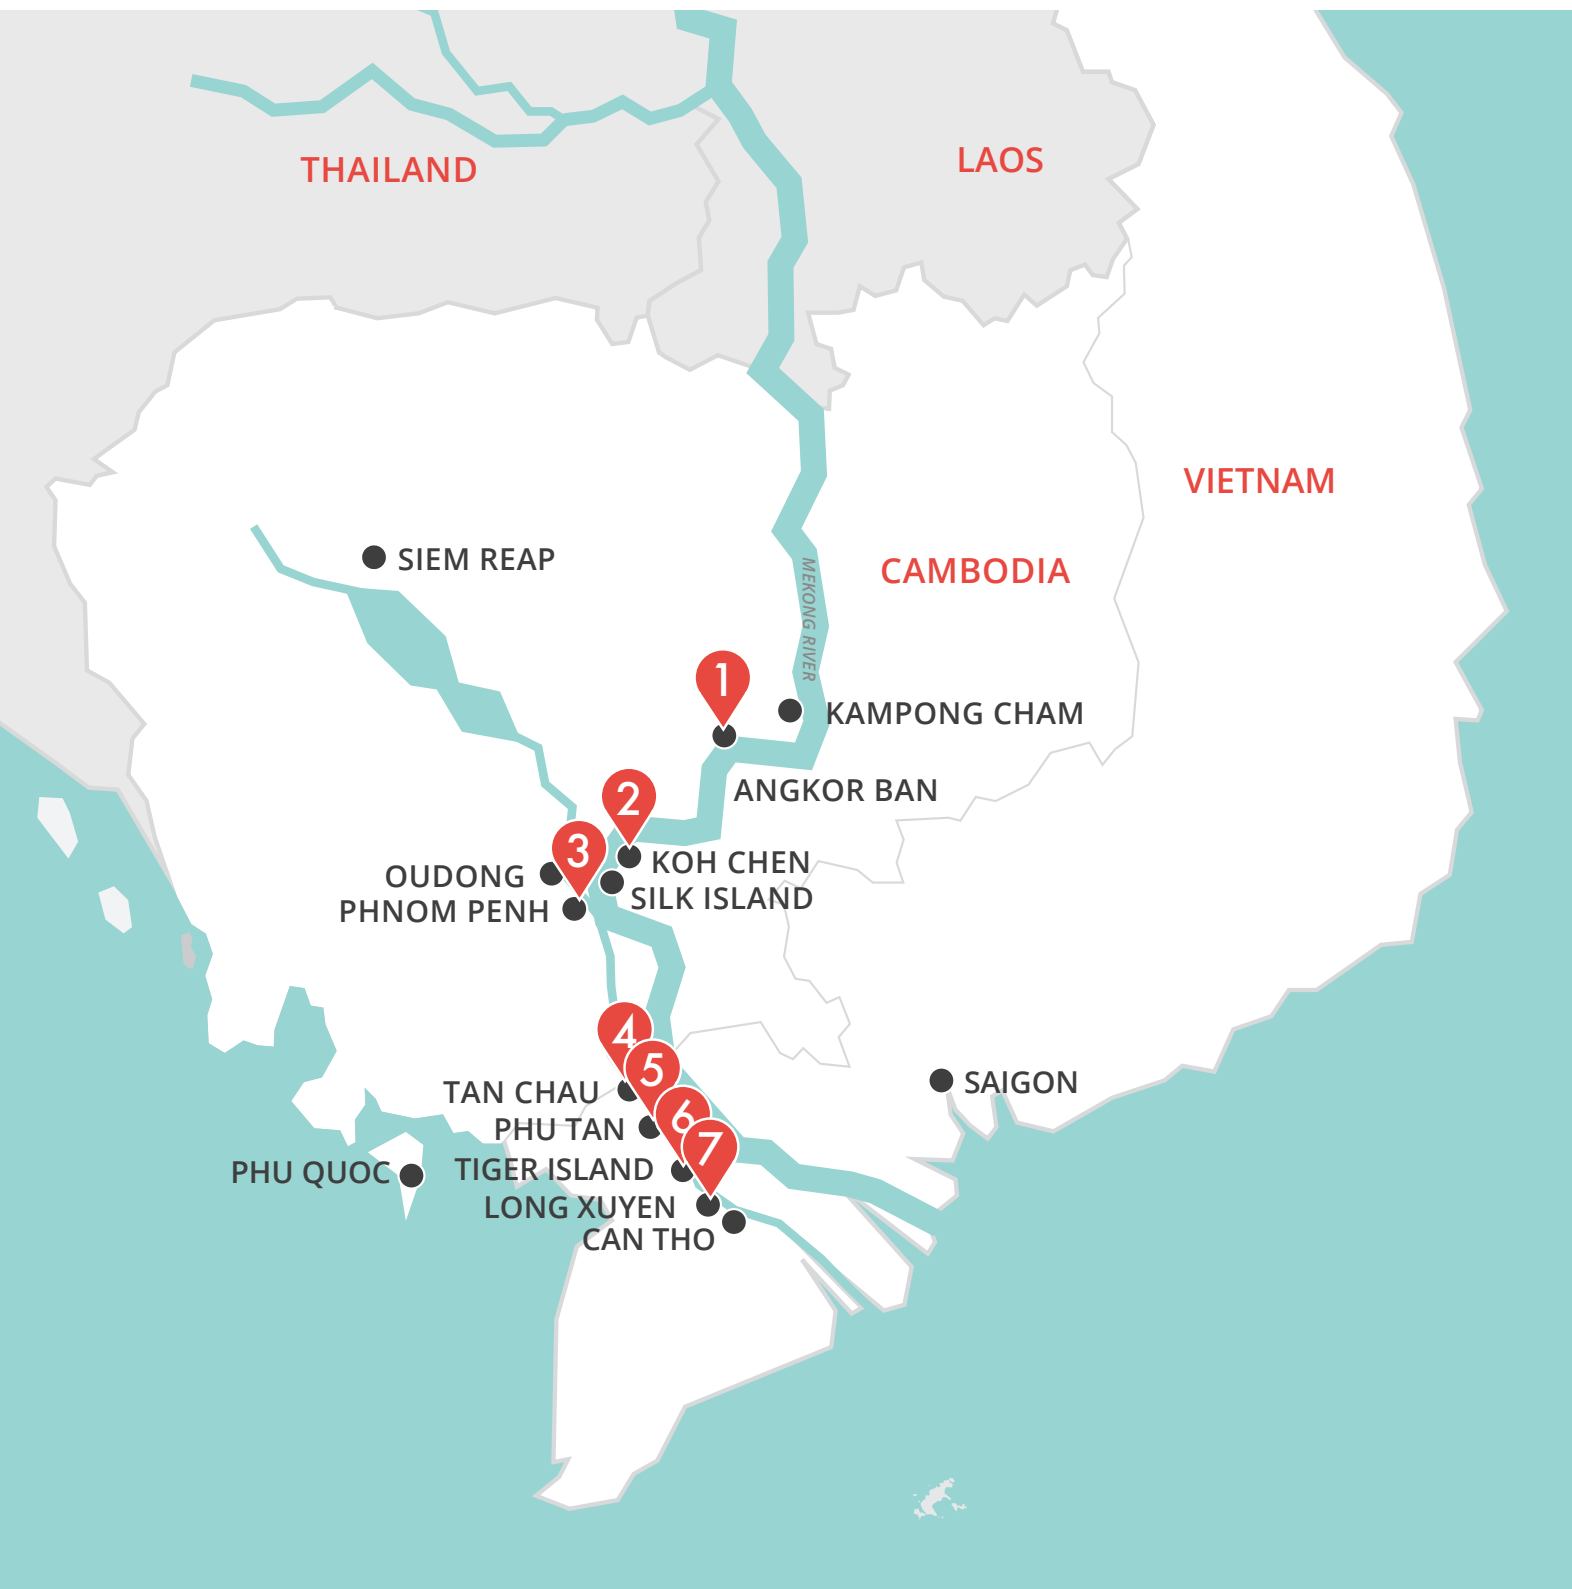 THAILAND
LAOS
VIETNAM
SIEM REAP
CAMBODIA
MEKONG RIVER
1
KAMPONG CHAM
ANGKOR BAN
2
3
KOH CHEN
OUDONG
SILK ISLAND
PHNOM PENH
4
5
SAIGON
TAN CHAU
6
PHU TAN
7
TIGER ISLAND
PHU QUOC
LONG XUYEN
CAN THO